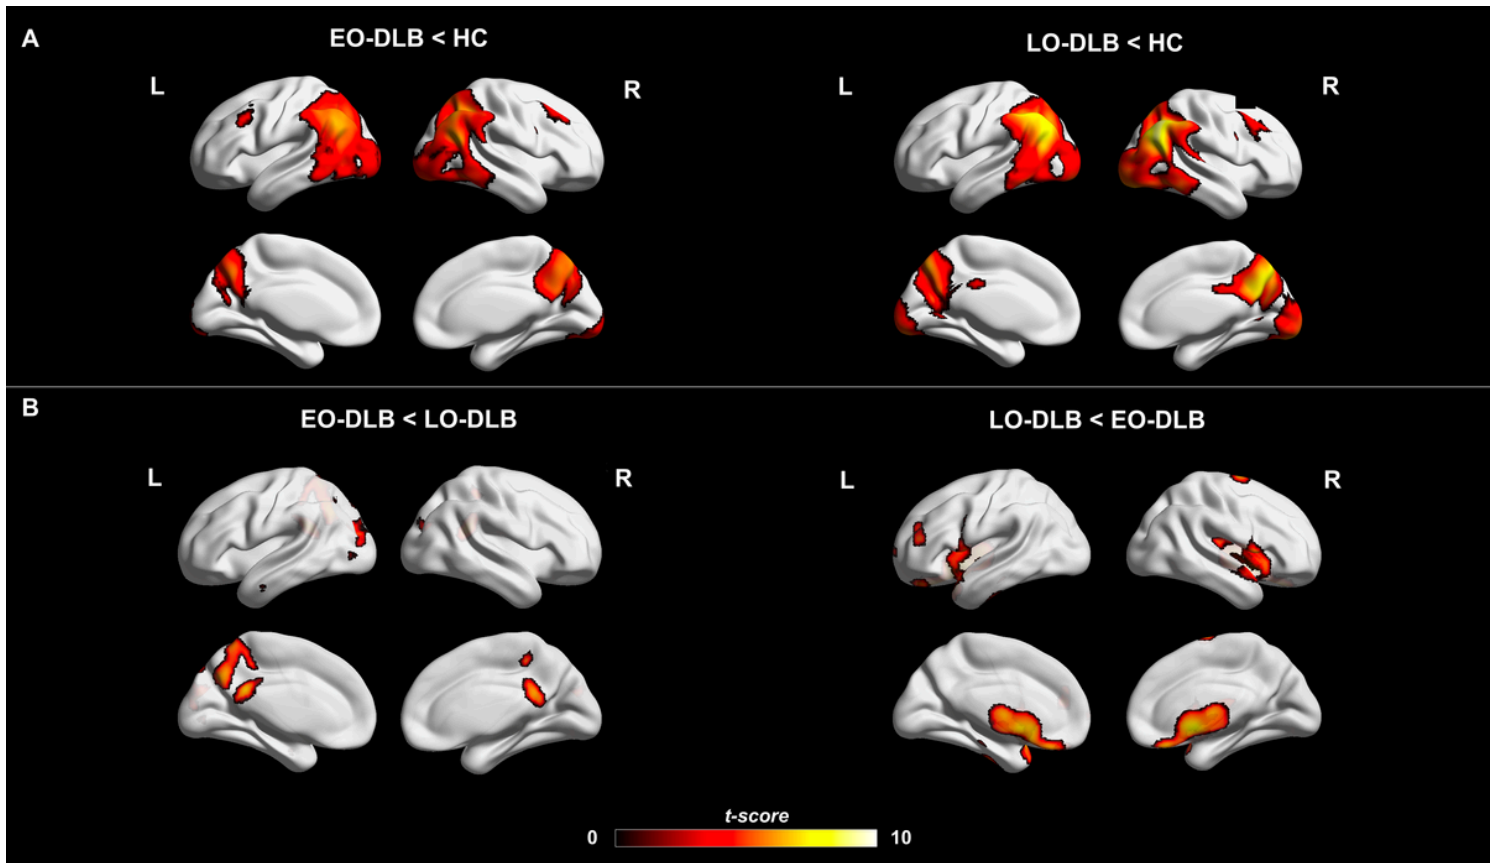 A
EO-DLB < HC
LO-DLB < HC
L
R
L
R
B
EO-DLB < LO-DLB
LO-DLB < EO-DLB
L
R
L
R
t-score
0
10